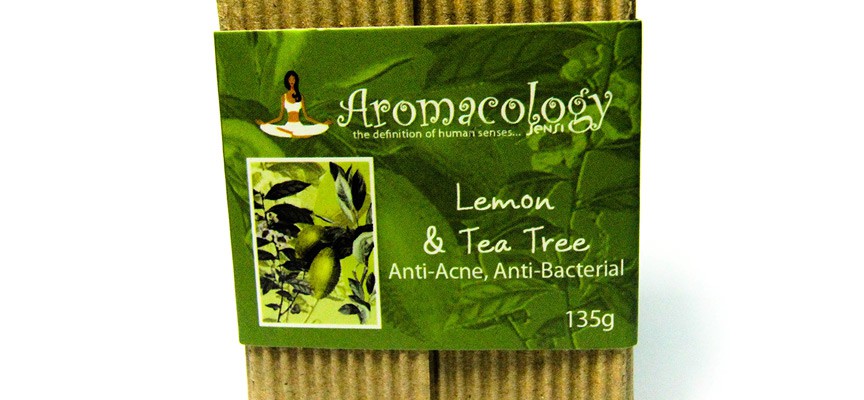 Aromacology
SENSI
the definition of human senses...
Lemon
& Tea Tree
Anti-Acne, Anti-Bacterial
135g